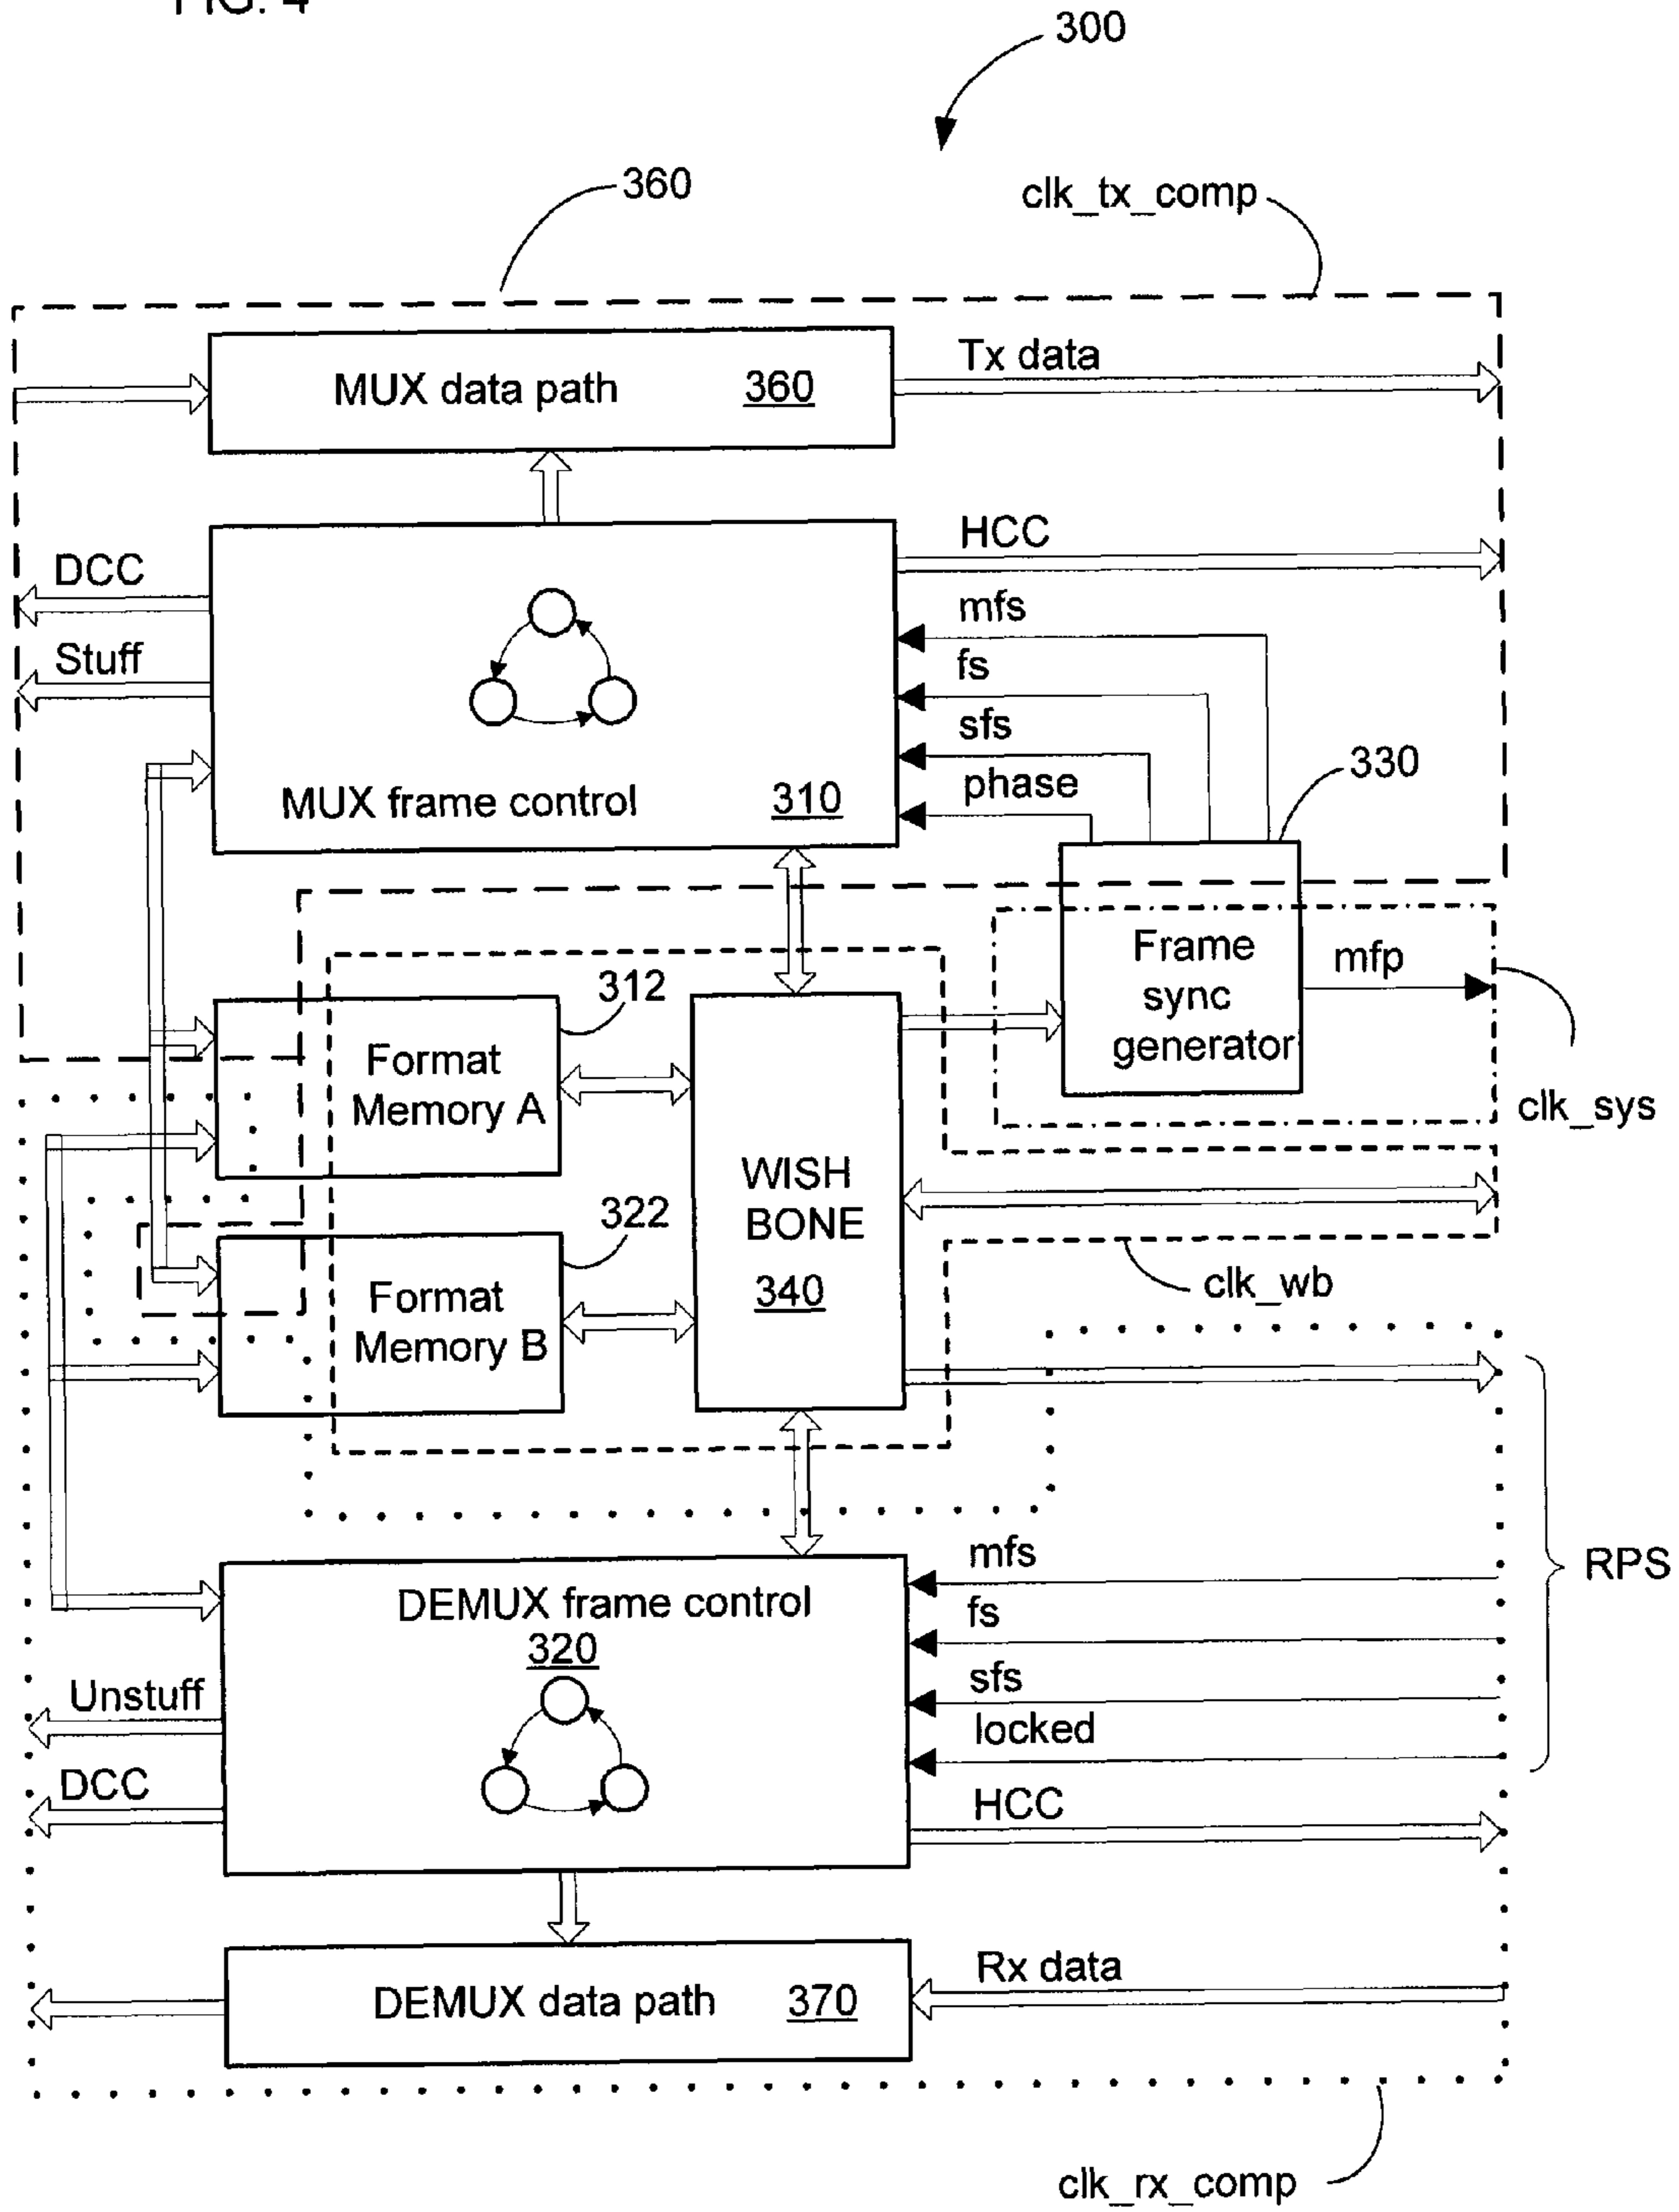 FIG. 4
300
360
clk_tx_comp
MUX data path 360
Tx data
HCC
DCC
mfs
Stuff
fs
sfs
330
phase
MUX frame control 310
312
Frame
sync
generator
mfp
Format
Memory A
clk_sys
WISH
BONE
340
322
clk_wb
Format
Memory B
RPS
mfs
DEMUX frame control
320
fs
Unstuff
sfs
locked
DCC
HCC
Rx data
DEMUX data path 370
clk_rx_comp